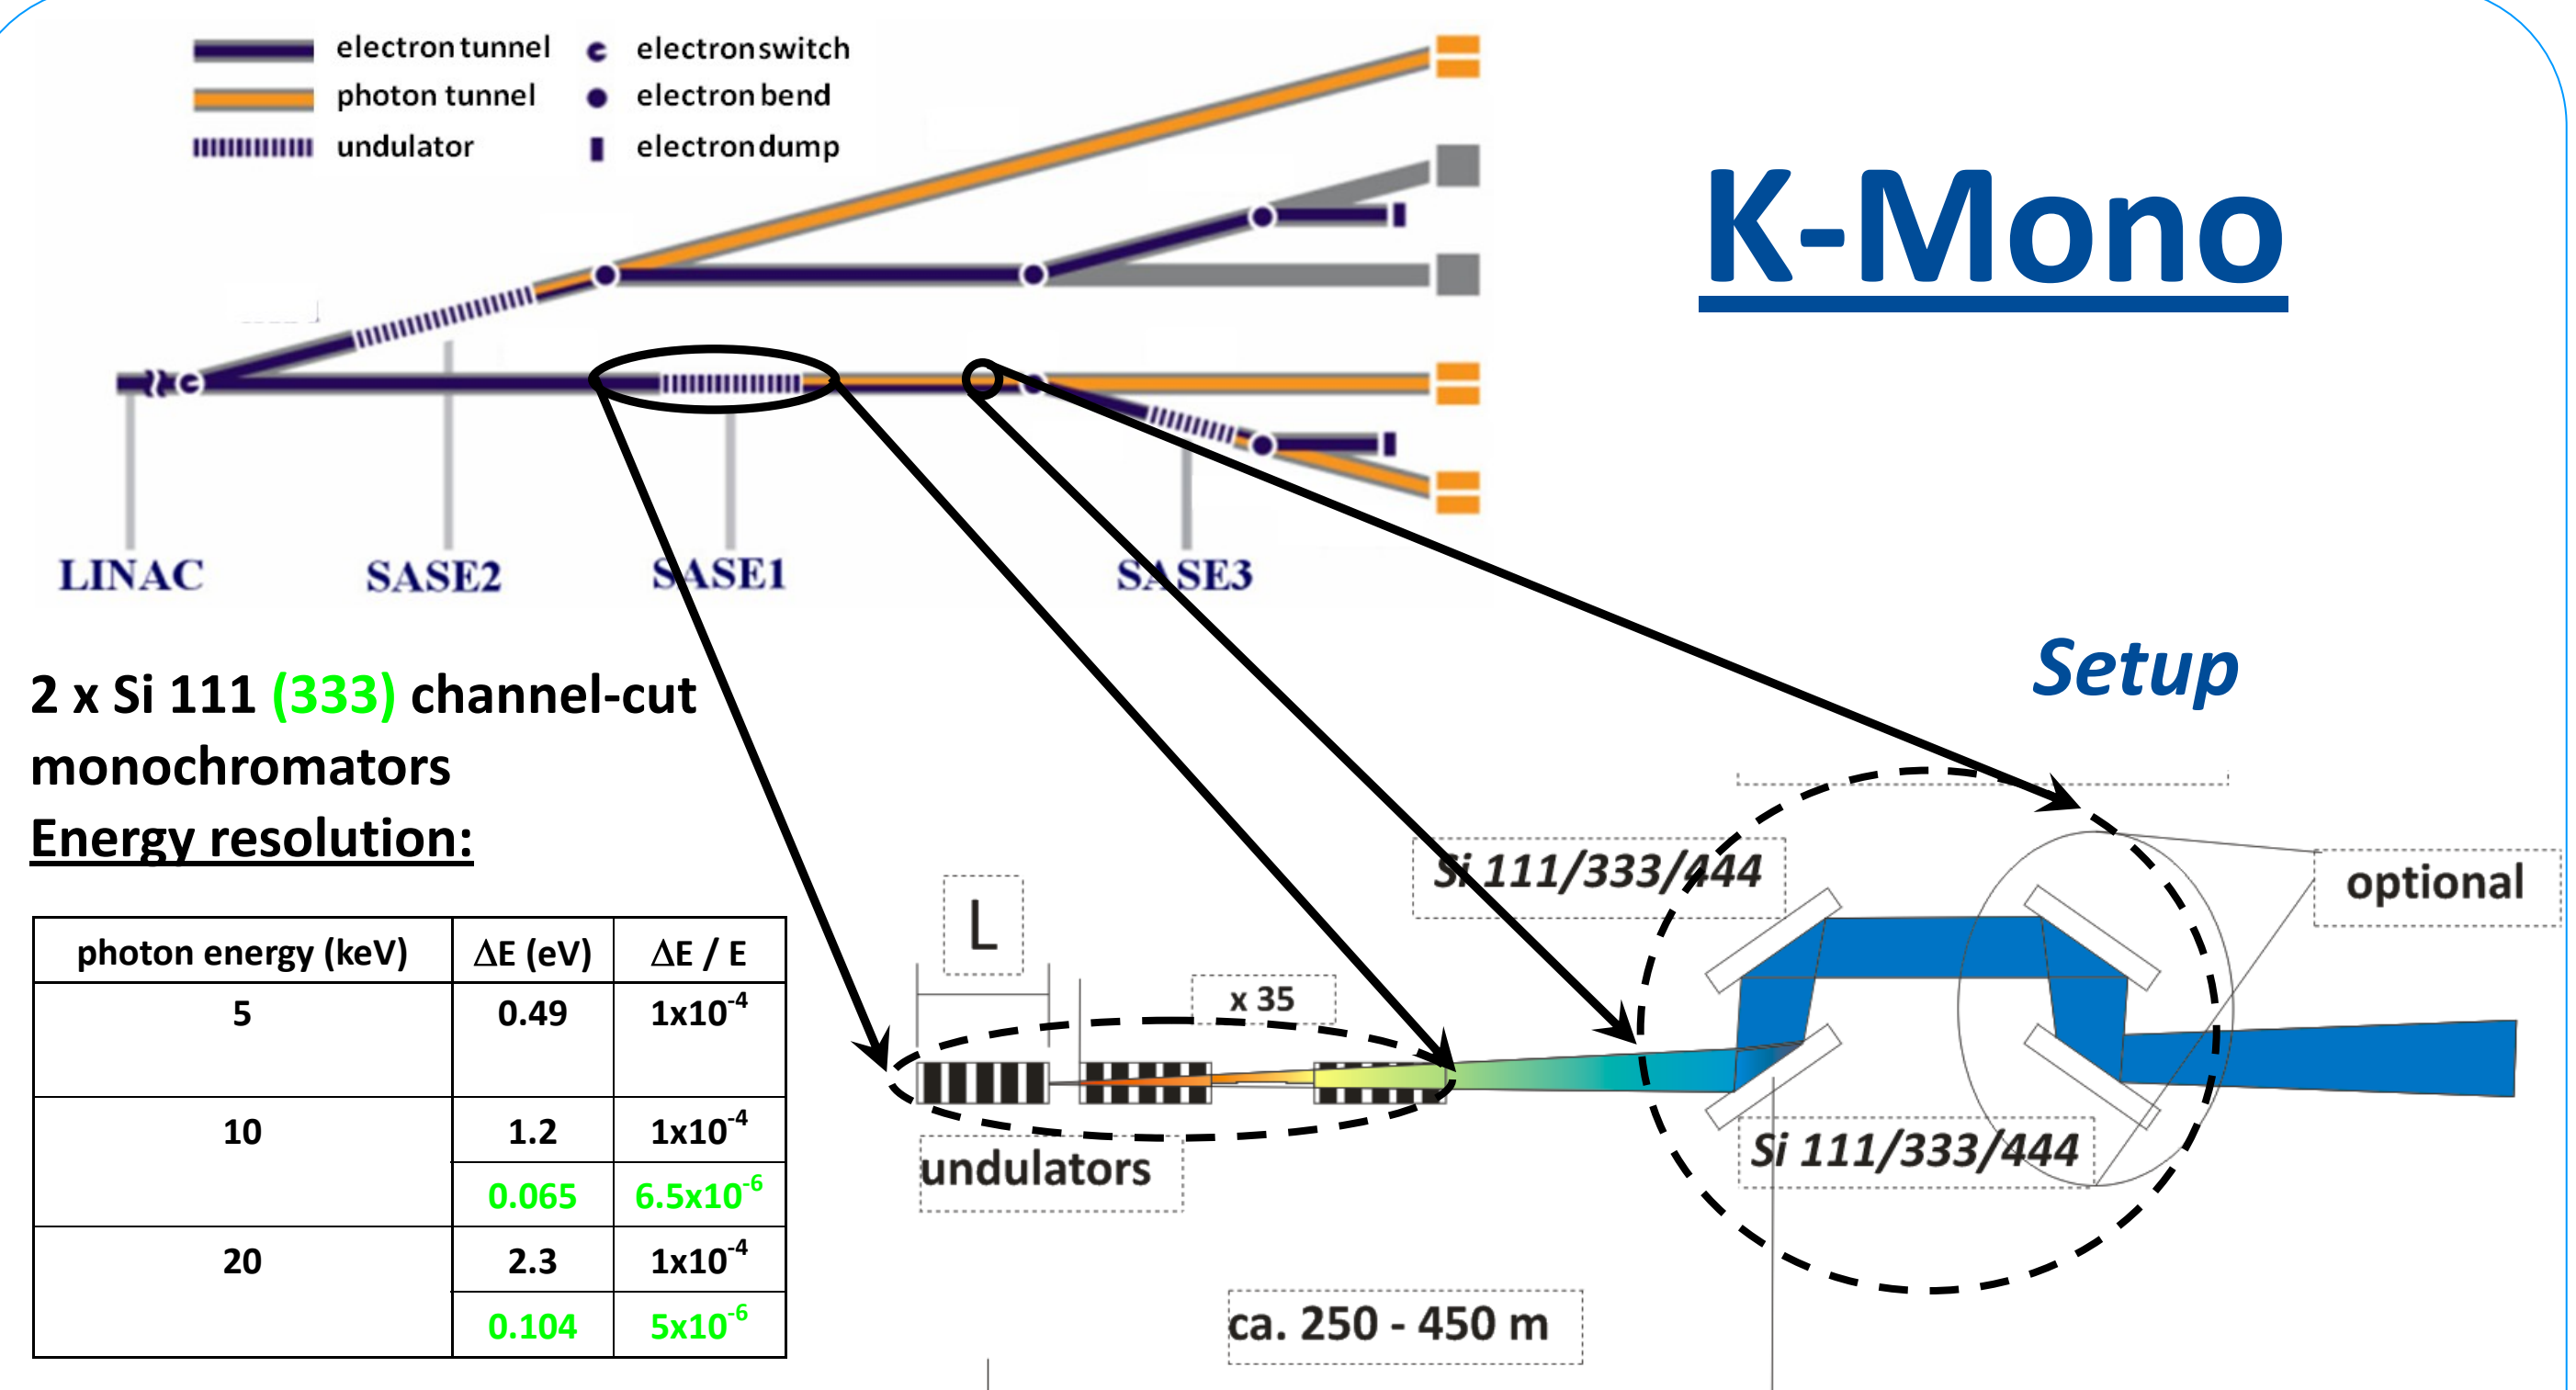 electron tunnel
electron switch
photon tunnel
electron bend
undulator
electron dump
K-Mono
LINAC
SASE2
SASE1
SASE3
Setup
2 x Si 111 (333) channel-cut
monochromators
Energy resolution:
photon energy (keV) ΔE (eV) ΔE / E
5 0.49 1x10⁻⁴
10 1.2 1x10⁻⁴
0.065 6.5x10⁻⁶
20 2.3 1x10⁻⁴
0.104 5x10⁻⁶
Si 111/333/444
optional
L
x 35
undulators
Si 111/333/444
ca. 250 - 450 m